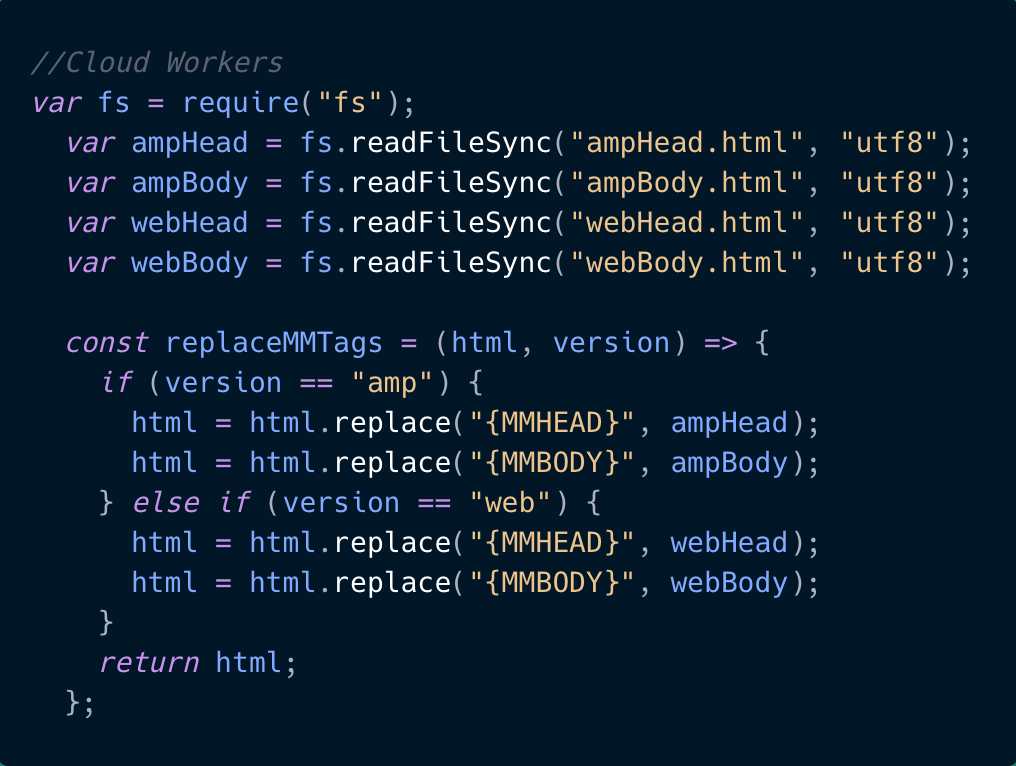 //Cloud Workers
var fs = require("fs");
  var ampHead = fs.readFileSync("ampHead.html", "utf8");
  var ampBody = fs.readFileSync("ampBody.html", "utf8");
  var webHead = fs.readFileSync("webHead.html", "utf8");
  var webBody = fs.readFileSync("webBody.html", "utf8");

  const replaceMMTags = (html, version) => {
    if (version == "amp") {
      html = html.replace("{MMHEAD}", ampHead);
      html = html.replace("{MMBODY}", ampBody);
    } else if (version == "web") {
      html = html.replace("{MMHEAD}", webHead);
      html = html.replace("{MMBODY}", webBody);
    }
    return html;
  };